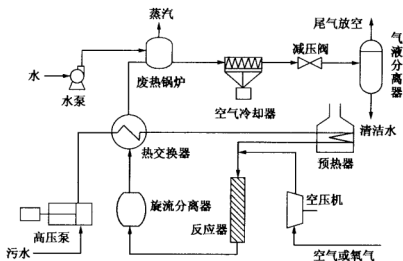 蒸汽
尾气放空
减压阀
气液分离器
水
水泵
废热锅炉
空气冷却器
清洁水
热交换器
预热器
旋流分离器
反应器
空压机
高压泵
污水
空气或氧气